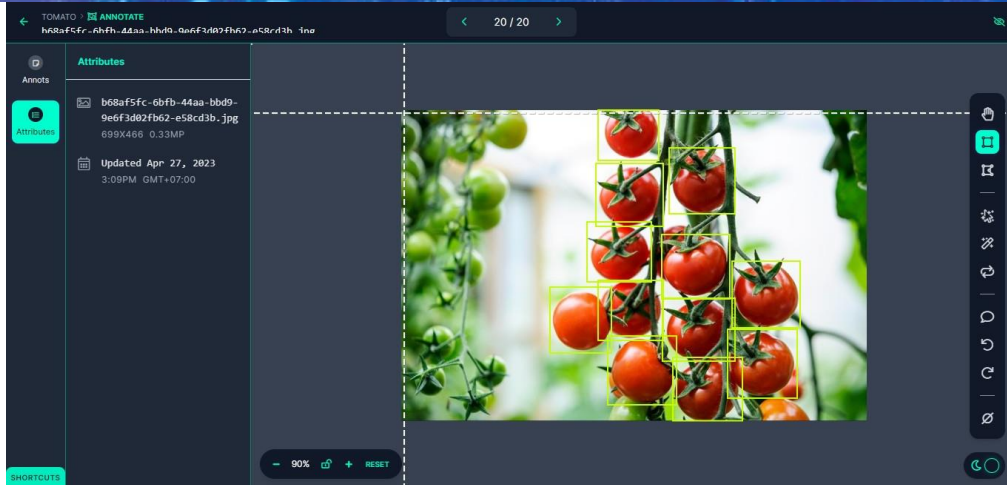 TOMATO > ANNOTATE
b68af5fc-6bfb-44aa-bbd9-9e6f3d02fb62-e58cd3b.jpg
20 / 20
Annots
Attributes
Attributes
b68af5fc-6bfb-44aa-bbd9-
9e6f3d02fb62-e58cd3b.jpg
699X466 0.33MP
Updated Apr 27, 2023
3:09PM GMT+07:00
90%
RESET
SHORTCUTS